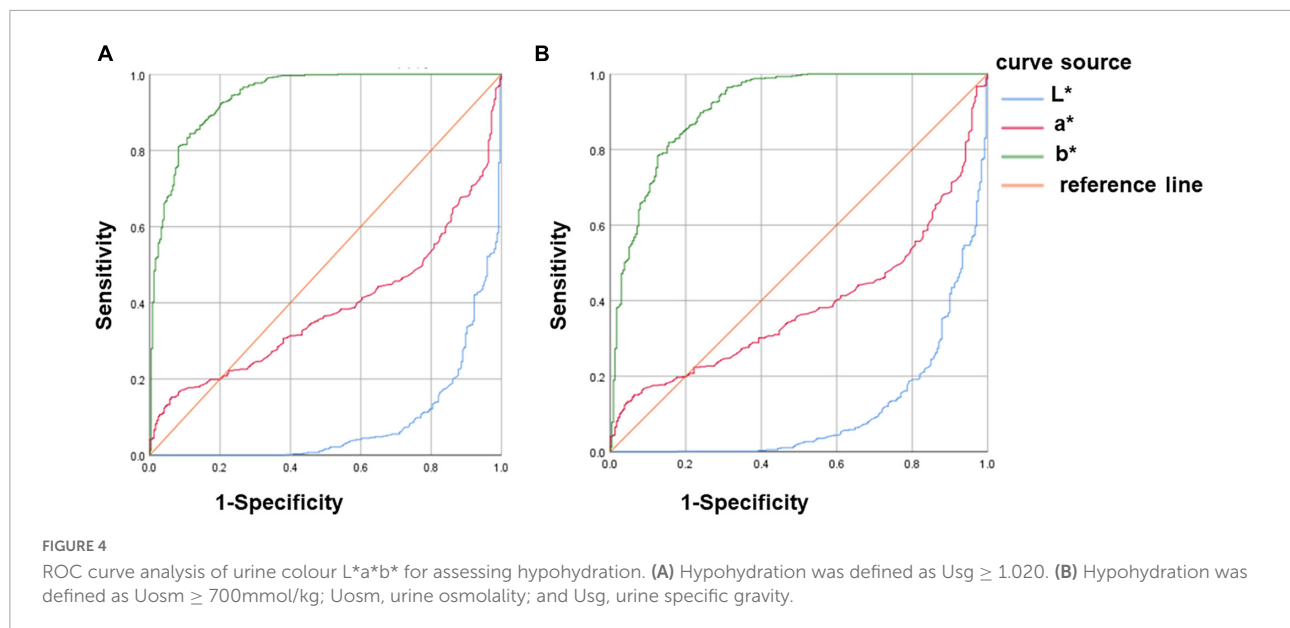 A
B
curve source
L*
a*
b*
reference line
1.0
0.8
0.6
0.4
0.2
0.0
0.0 0.2 0.4 0.6 0.8 1.0
Sensitivity
1-Specificity
1.0
0.8
0.6
0.4
0.2
0.0
0.0 0.2 0.4 0.6 0.8 1.0
Sensitivity
1-Specificity
FIGURE 4
ROC curve analysis of urine colour L*a*b* for assessing hypohydration. (A) Hypohydration was defined as Usg ≥ 1.020. (B) Hypohydration was
defined as Uosm ≥ 700mmol/kg; Uosm, urine osmolality; and Usg, urine specific gravity.